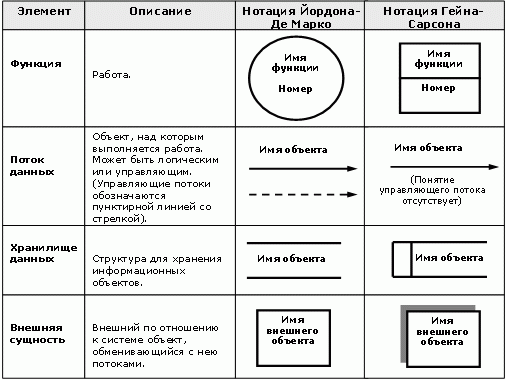 Элемент
Описание
Нотация Йордона-
Де Марко
Нотация Гейна-
Сарсона
Функция
Работа.
Имя
функции
Номер
Имя
функции
Номер
Поток
данных
Объект, над которым
выполняется работа.
Может быть логическим
или управляющим.
(Управляющие потоки
обозначаются
пунктирной линией со
стрелкой).
Имя объекта
Имя объекта
(Понятие
управляющего потока
отсутствует)
Хранилище
данных
Структура для хранения
информационных
объектов.
Имя объекта
Имя объекта
Внешняя
сущность
Внешний по отношению
к системе объект,
обменивающийся с нею
потоками.
Имя
внешнего
объекта
Имя
внешнего
объекта